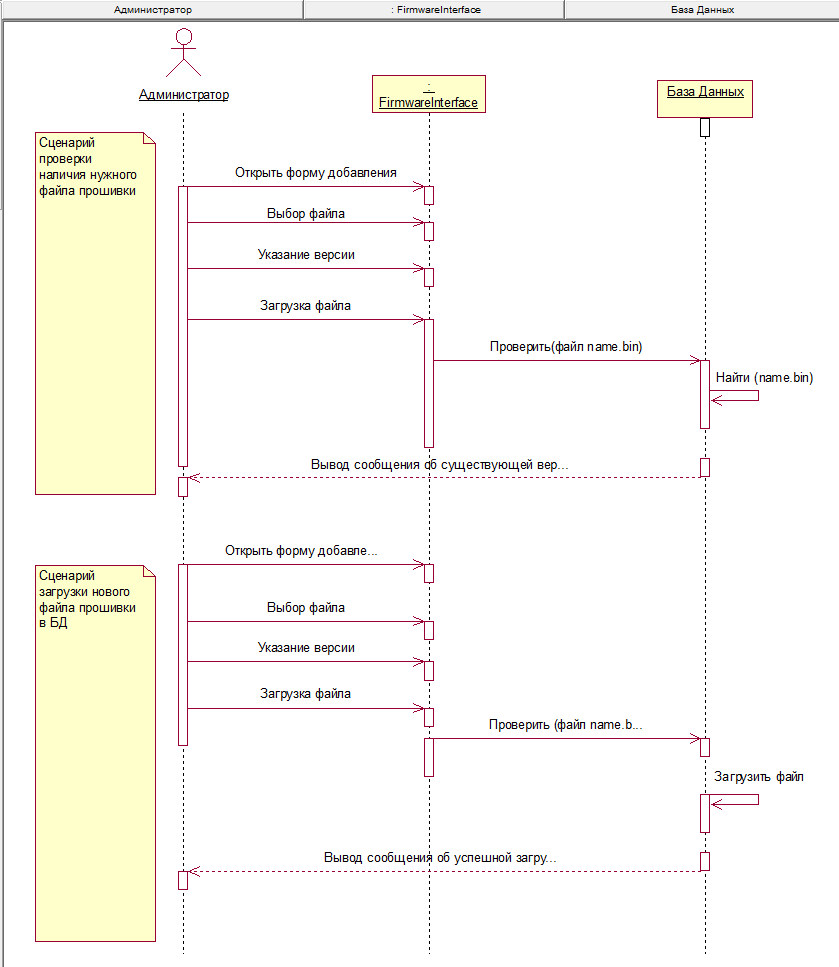 Администратор
: FirmwareInterface
База Данных
Администратор
:
FirmwareInterface
База Данных
Сценарий
проверки
наличия нужного
файла прошивки
Открыть форму добавления
Выбор файла
Указание версии
Загрузка файла
Проверить(файл name.bin)
Найти (name.bin)
Вывод сообщения об существующей вер...
Сценарий
загрузки нового
файла прошивки
в БД
Открыть форму добавле...
Выбор файла
Указание версии
Загрузка файла
Проверить (файл name.b...
Загрузить файл
Вывод сообщения об успешной загру...